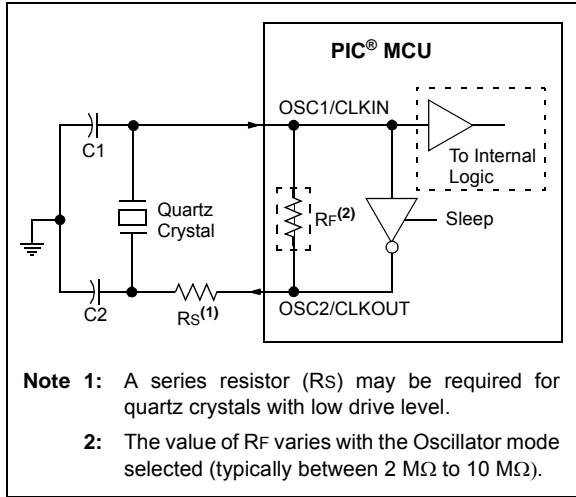 PIC® MCU
OSC1/CLKIN
C1
To Internal
Logic
Quartz
Crystal
RF(2)
Sleep
C2
RS(1)
OSC2/CLKOUT
Note 1: A series resistor (RS) may be required for
quartz crystals with low drive level.
2: The value of RF varies with the Oscillator mode
selected (typically between 2 MΩ to 10 MΩ).